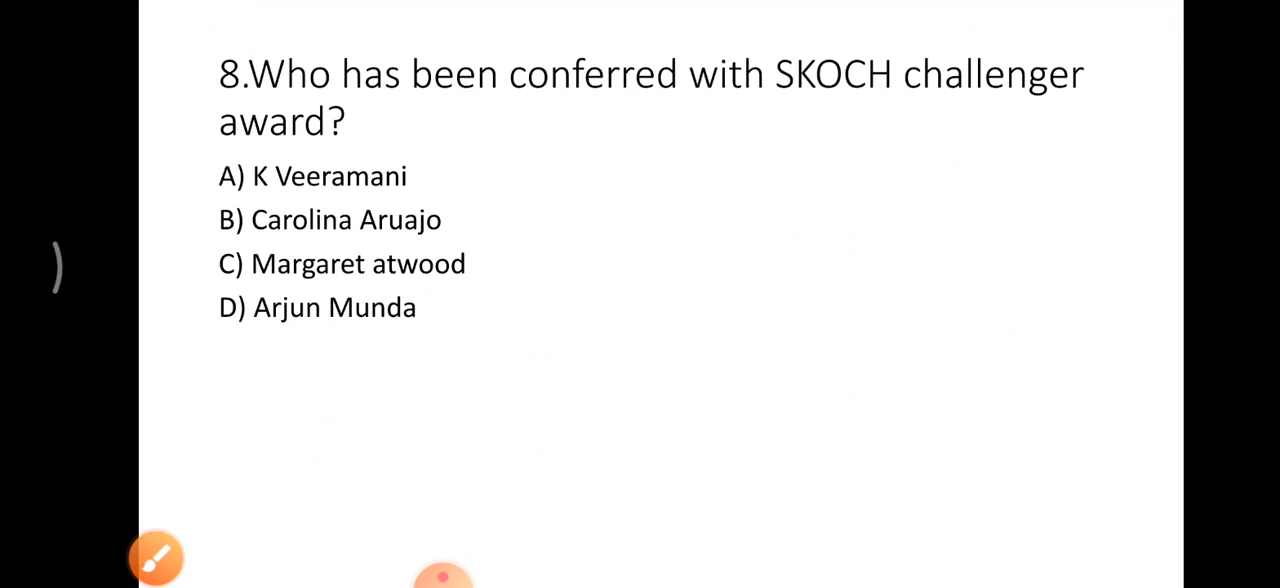 8.Who has been conferred with SKOCH challenger
award?
A) K Veeramani
B) Carolina Aruajo
C) Margaret atwood
D) Arjun Munda